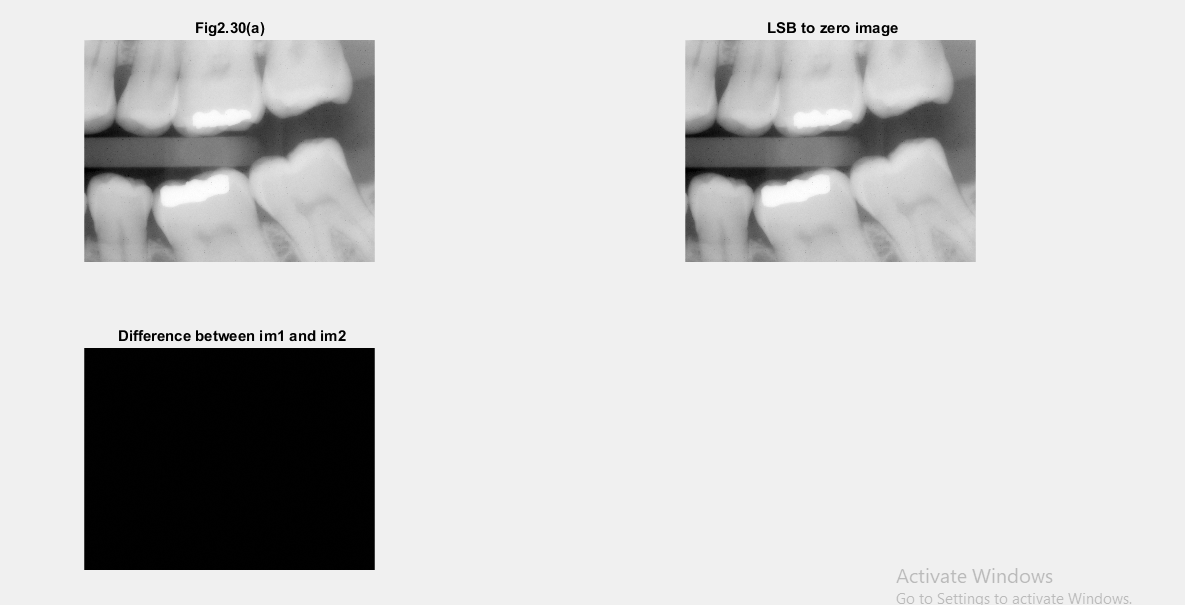 Fig2.30(a)
LSB to zero image
Difference between im1 and im2
Activate Windows
Go to Settings to activate Windows.